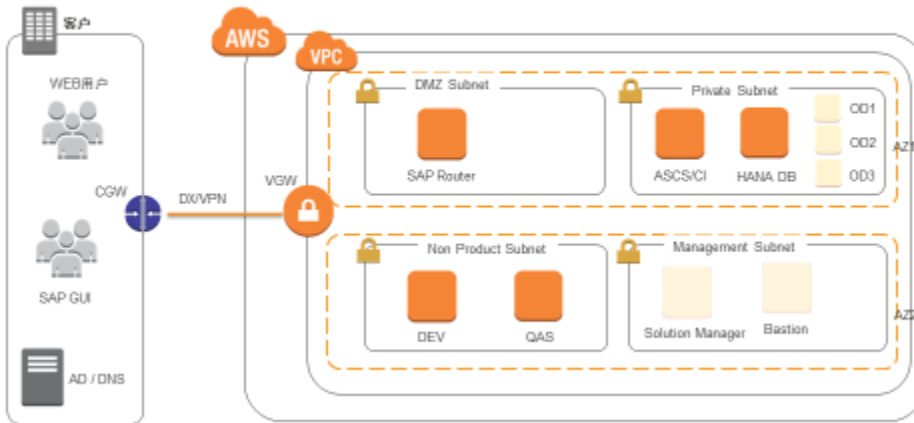 客户
WEB用户
CGW
SAP GUI
AD / DNS
DX/VPN
VGW
AWS
VPC
DMZ Subnet
SAP Router
Private Subnet
ASCS/CI
HANA DB
OD1
OD2
OD3
AZ1
Non Product Subnet
DEV
QAS
Management Subnet
Solution Manager
Bastion
AZ2